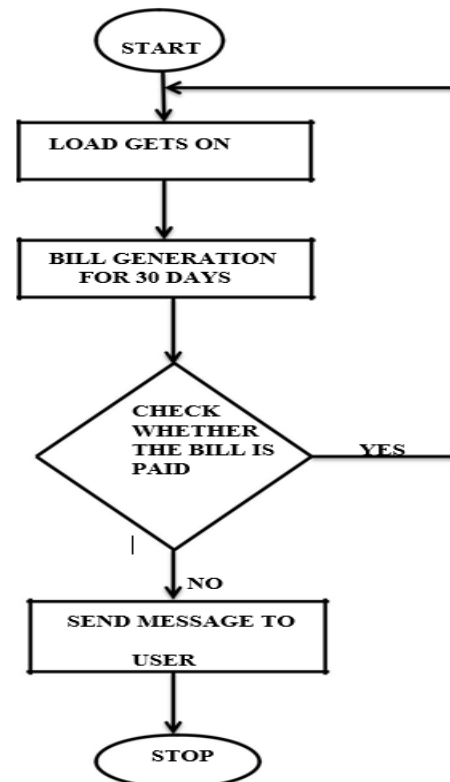 START
LOAD GETS ON
BILL GENERATION
FOR 30 DAYS
CHECK
WHETHER
THE BILL IS
PAID
YES
NO
SEND MESSAGE TO
USER
STOP